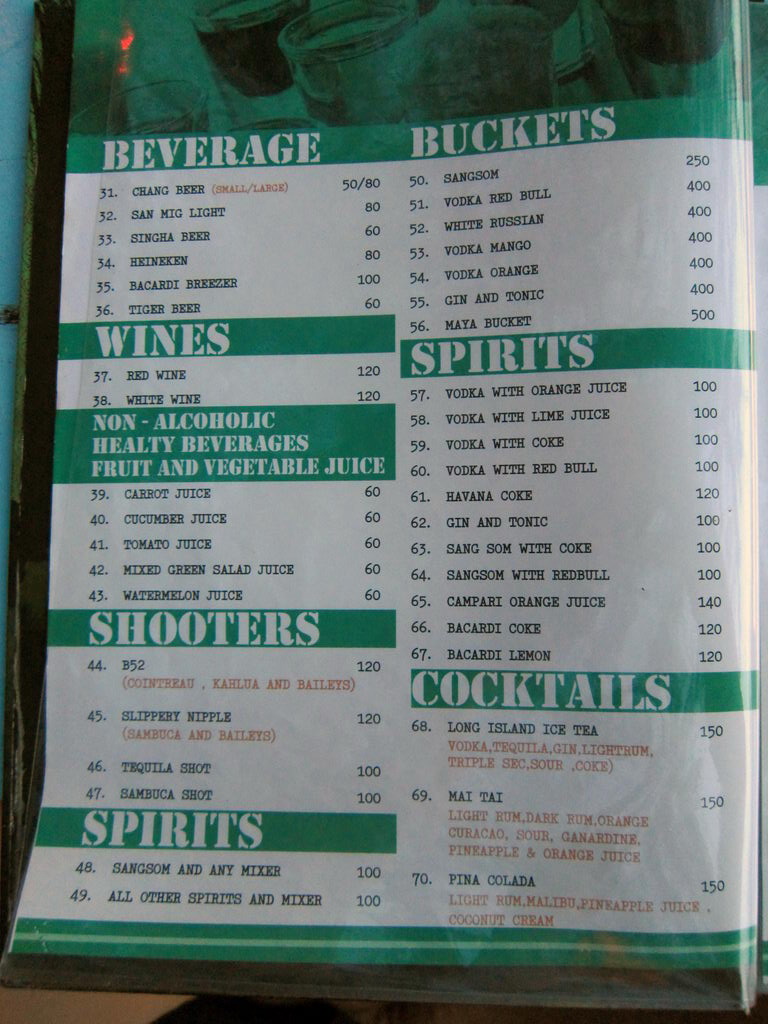 BEVERAGE
31. CHANG BEER (SMALL/LARGE) 50/80
32. SAN MIG LIGHT 80
33. SINGHA BEER 60
34. HEINEKEN 80
35. BACARDI BREEZER 100
36. TIGER BEER 60
WINES
37. RED WINE 120
38. WHITE WINE 120
NON - ALCOHOLIC
HEALTY BEVERAGES
FRUIT AND VEGETABLE JUICE
39. CARROT JUICE 60
40. CUCUMBER JUICE 60
41. TOMATO JUICE 60
42. MIXED GREEN SALAD JUICE 60
43. WATERMELON JUICE 60
SHOOTERS
44. B52 120
(COINTREAU , KAHLUA AND BAILEYS)
45. SLIPPERY NIPPLE 120
(SAMBUCA AND BAILEYS)
46. TEQUILA SHOT 100
47. SAMBUCA SHOT 100
SPIRITS
48. SANGSOM AND ANY MIXER 100
49. ALL OTHER SPIRITS AND MIXER 100
BUCKETS
50. SANGSOM 250
51. VODKA RED BULL 400
52. WHITE RUSSIAN 400
53. VODKA MANGO 400
54. VODKA ORANGE 400
55. GIN AND TONIC 400
56. MAYA BUCKET 500
SPIRITS
57. VODKA WITH ORANGE JUICE 100
58. VODKA WITH LIME JUICE 100
59. VODKA WITH COKE 100
60. VODKA WITH RED BULL 100
61. HAVANA COKE 120
62. GIN AND TONIC 100
63. SANG SOM WITH COKE 100
64. SANGSOM WITH REDBULL 100
65. CAMPARI ORANGE JUICE 140
66. BACARDI COKE 120
67. BACARDI LEMON 120
COCKTAILS
68. LONG ISLAND ICE TEA 150
VODKA,TEQUILA,GIN,LIGHTRUM,
TRIPLE SEC,SOUR ,COKE)
69. MAI TAI 150
LIGHT RUM,DARK RUM,ORANGE
CURACAO, SOUR, GANARDINE,
PINEAPPLE & ORANGE JUICE
70. PINA COLADA 150
LIGHT RUM,MALIBU,PINEAPPLE JUICE ,
COCONUT CREAM